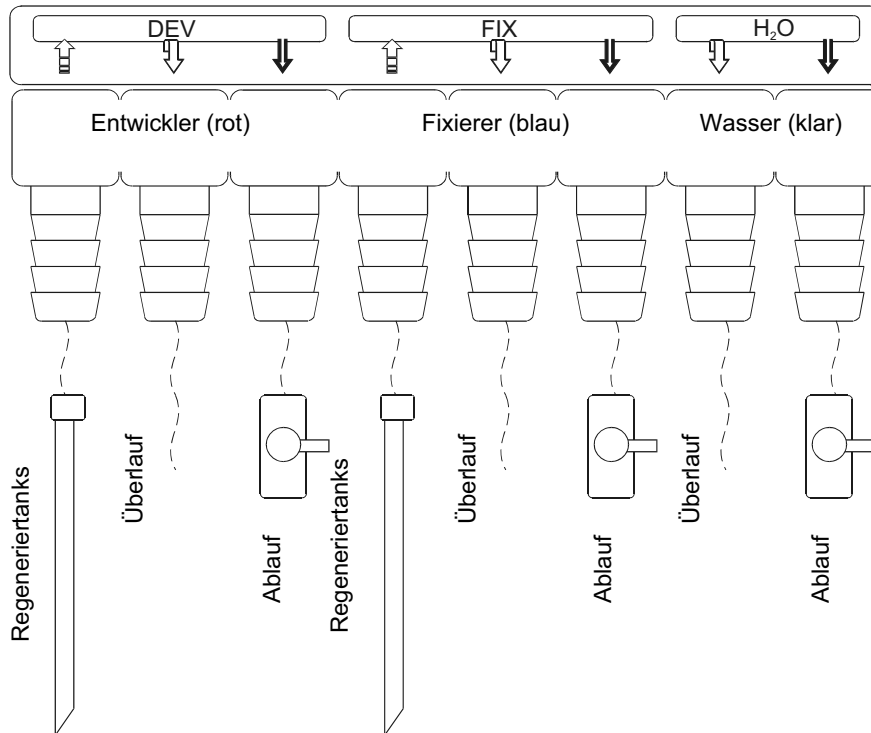 DEV
FIX
H₂O
Entwickler (rot)
Fixierer (blau)
Wasser (klar)
Regeneriertanks
Überlauf
Ablauf
Regeneriertanks
Überlauf
Ablauf
Überlauf
Ablauf